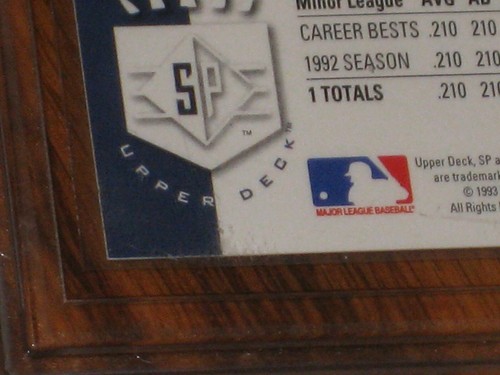 Minor League AVG AB
CAREER BESTS .210 210
1992 SEASON .210 210
1 TOTALS .210 210
SP
TM
UPPER DECK
MAJOR LEAGUE BASEBALL
Upper Deck, SP a
are trademark
© 1993
All Rights